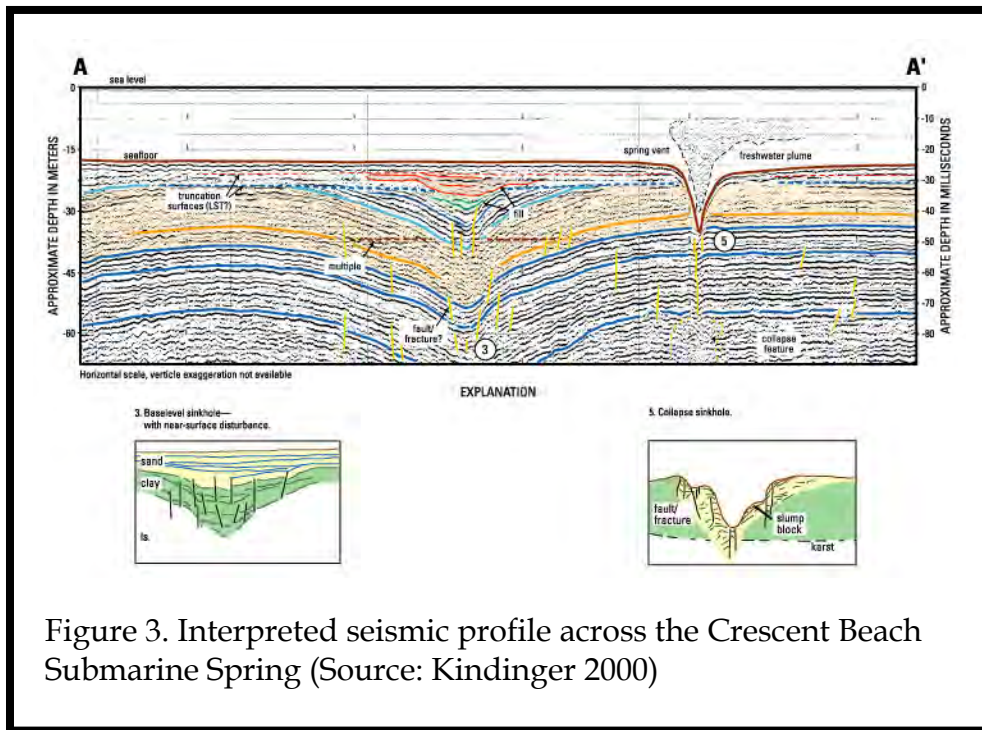 A
A'
sea level
0
-15
-30
-45
-60
APPROXIMATE DEPTH IN METERS
0
-10
-20
-30
-40
-50
-60
-70
-80
APPROXIMATE DEPTH IN MILLISECONDS
seafloor
spring vent
freshwater plume
truncation
surfaces (LST?)
fill
multiple
5
fault/
fracture?
3
collapse
feature
Horizontal scale, verticle exaggeration not available
EXPLANATION
3. Baselevel sinkhole—
with near-surface disturbance.
sand
clay
ls.
5. Collapse sinkhole.
fault/
fracture
slump
block
karst
Figure 3. Interpreted seismic profile across the Crescent Beach
Submarine Spring (Source: Kindinger 2000)